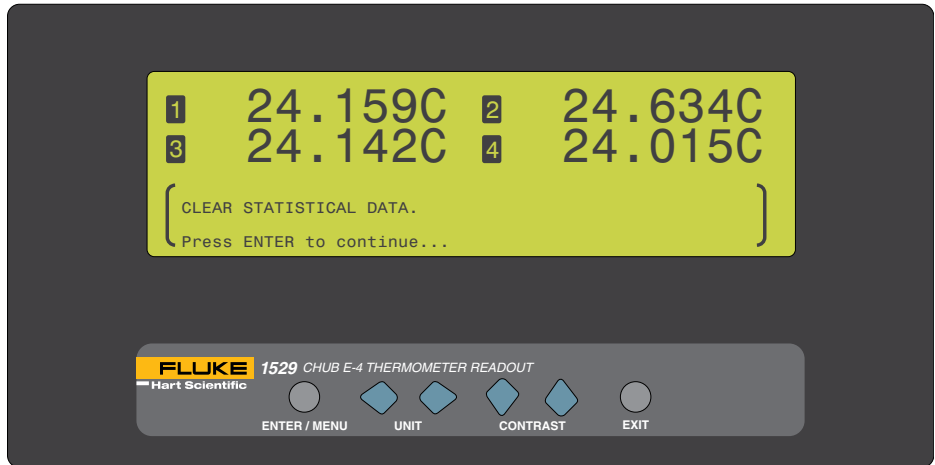 1 24.159C 2 24.634C
3 24.142C 4 24.015C
CLEAR STATISTICAL DATA.
Press ENTER to continue...
FLUKE 1529 CHUB E-4 THERMOMETER READOUT
Hart Scientific
ENTER / MENU UNIT CONTRAST EXIT